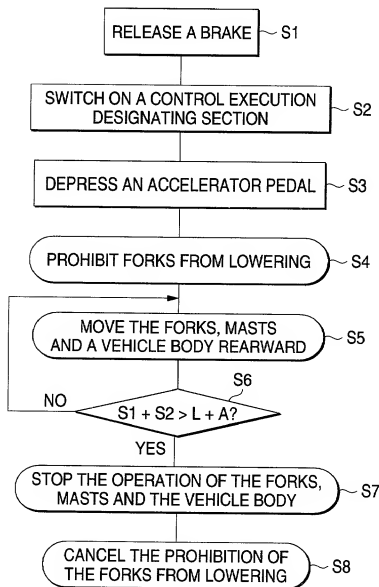 RELEASE A BRAKE
S1
SWITCH ON A CONTROL EXECUTION
DESIGNATING SECTION
S2
DEPRESS AN ACCELERATOR PEDAL
S3
PROHIBIT FORKS FROM LOWERING
S4
MOVE THE FORKS, MASTS
AND A VEHICLE BODY REARWARD
S5
S6
NO
S1 + S2 > L + A?
YES
STOP THE OPERATION OF THE FORKS,
MASTS AND THE VEHICLE BODY
S7
CANCEL THE PROHIBITION OF
THE FORKS FROM LOWERING
S8